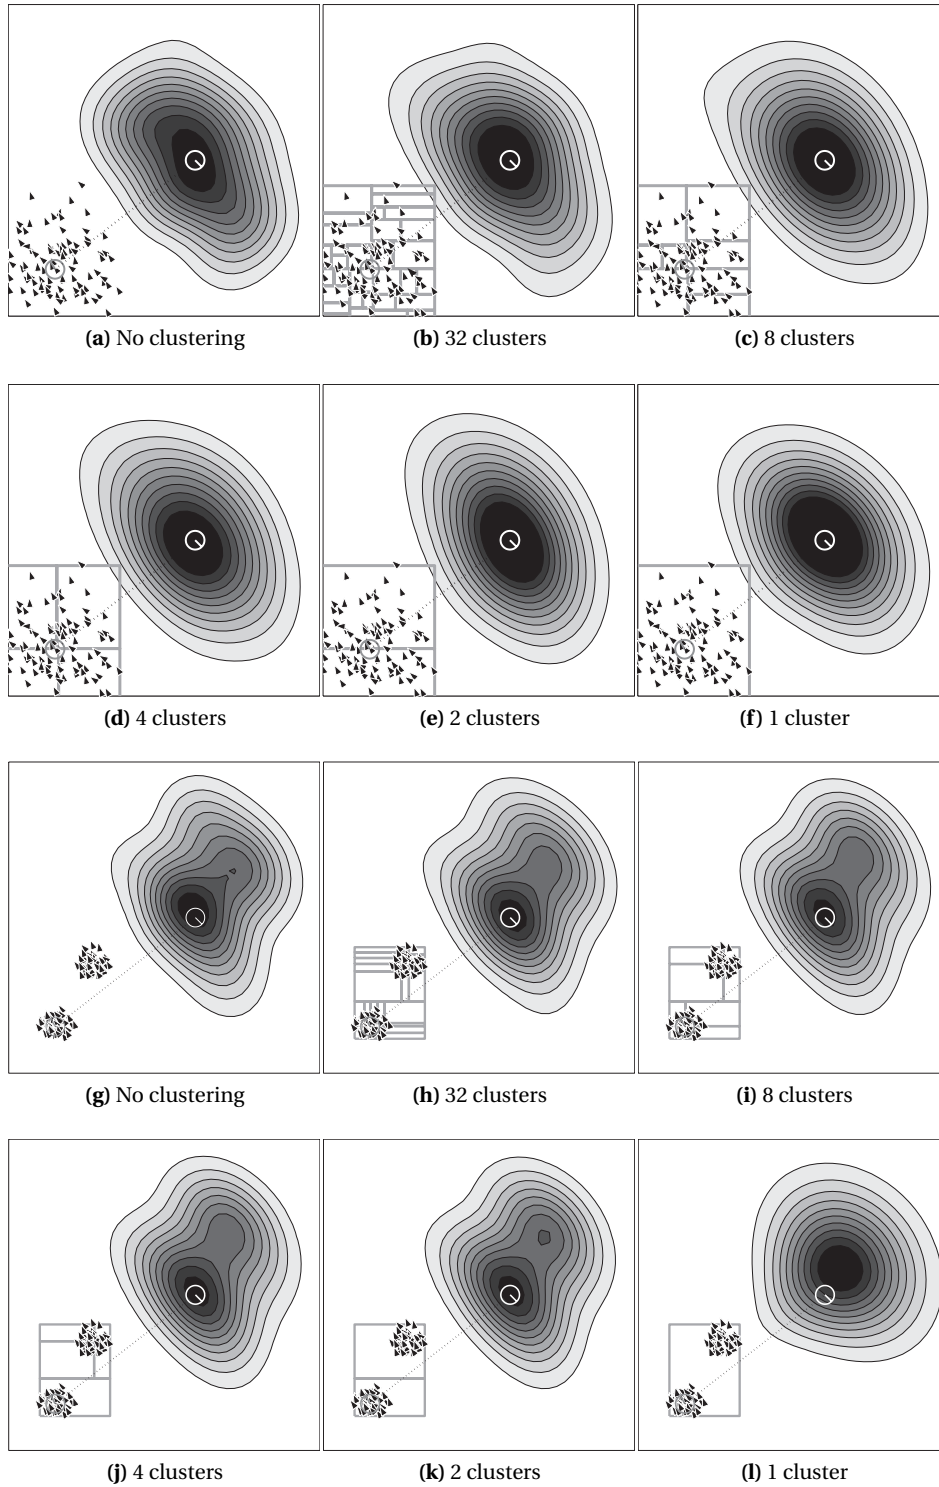 (a) No clustering
(b) 32 clusters
(c) 8 clusters
(d) 4 clusters
(e) 2 clusters
(f) 1 cluster
(g) No clustering
(h) 32 clusters
(i) 8 clusters
(j) 4 clusters
(k) 2 clusters
(l) 1 cluster